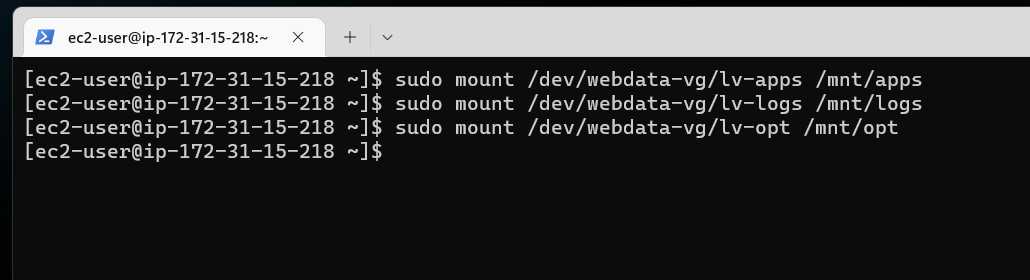 ec2-user@ip-172-31-15-218:~
[ec2-user@ip-172-31-15-218 ~]$ sudo mount /dev/webdata-vg/lv-apps /mnt/apps
[ec2-user@ip-172-31-15-218 ~]$ sudo mount /dev/webdata-vg/lv-logs /mnt/logs
[ec2-user@ip-172-31-15-218 ~]$ sudo mount /dev/webdata-vg/lv-opt /mnt/opt
[ec2-user@ip-172-31-15-218 ~]$